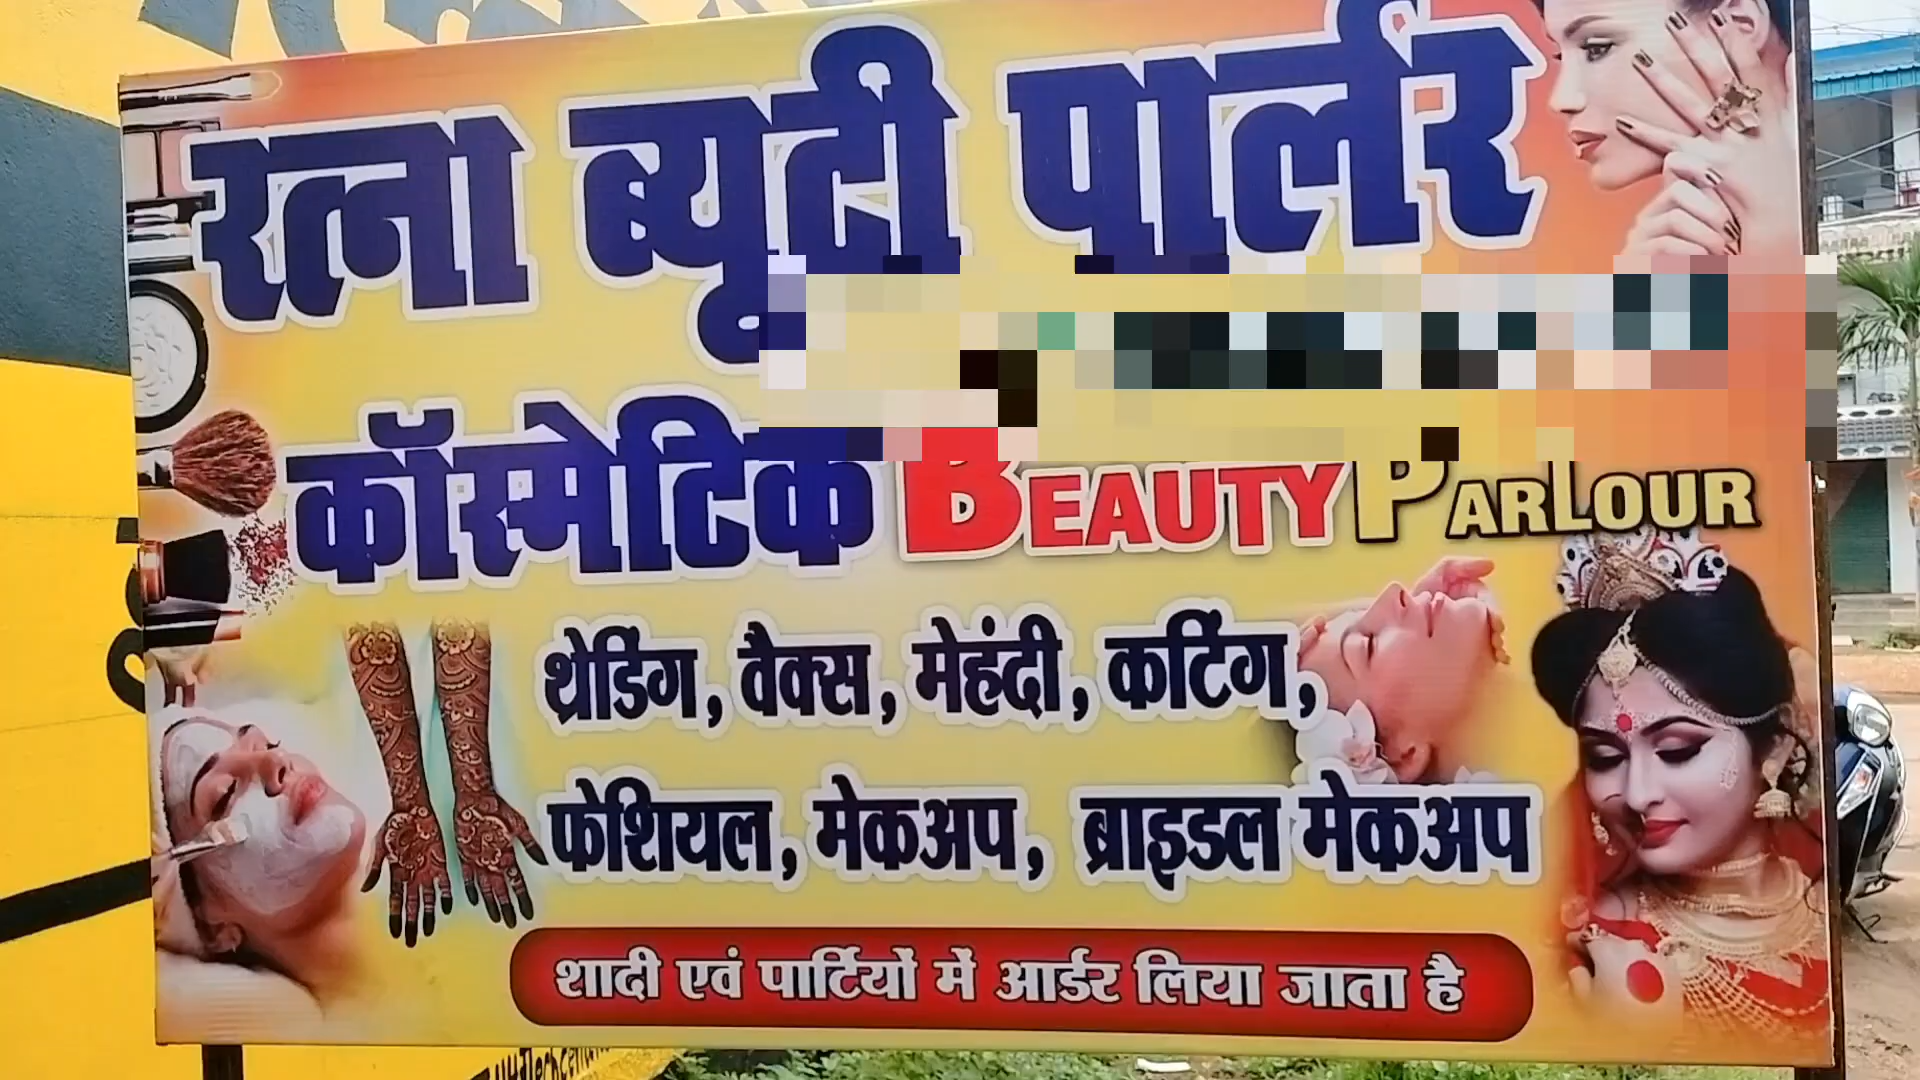 रत्ना ब्यूटी पार्लर
कॉस्मेटिक BEAUTY PARLOUR
थ्रेडिंग, वैक्स, मेहंदी, कटिंग,
फेशियल, मेकअप, ब्राइडल मेकअप
शादी एवं पार्टियों में आर्डर लिया जाता है